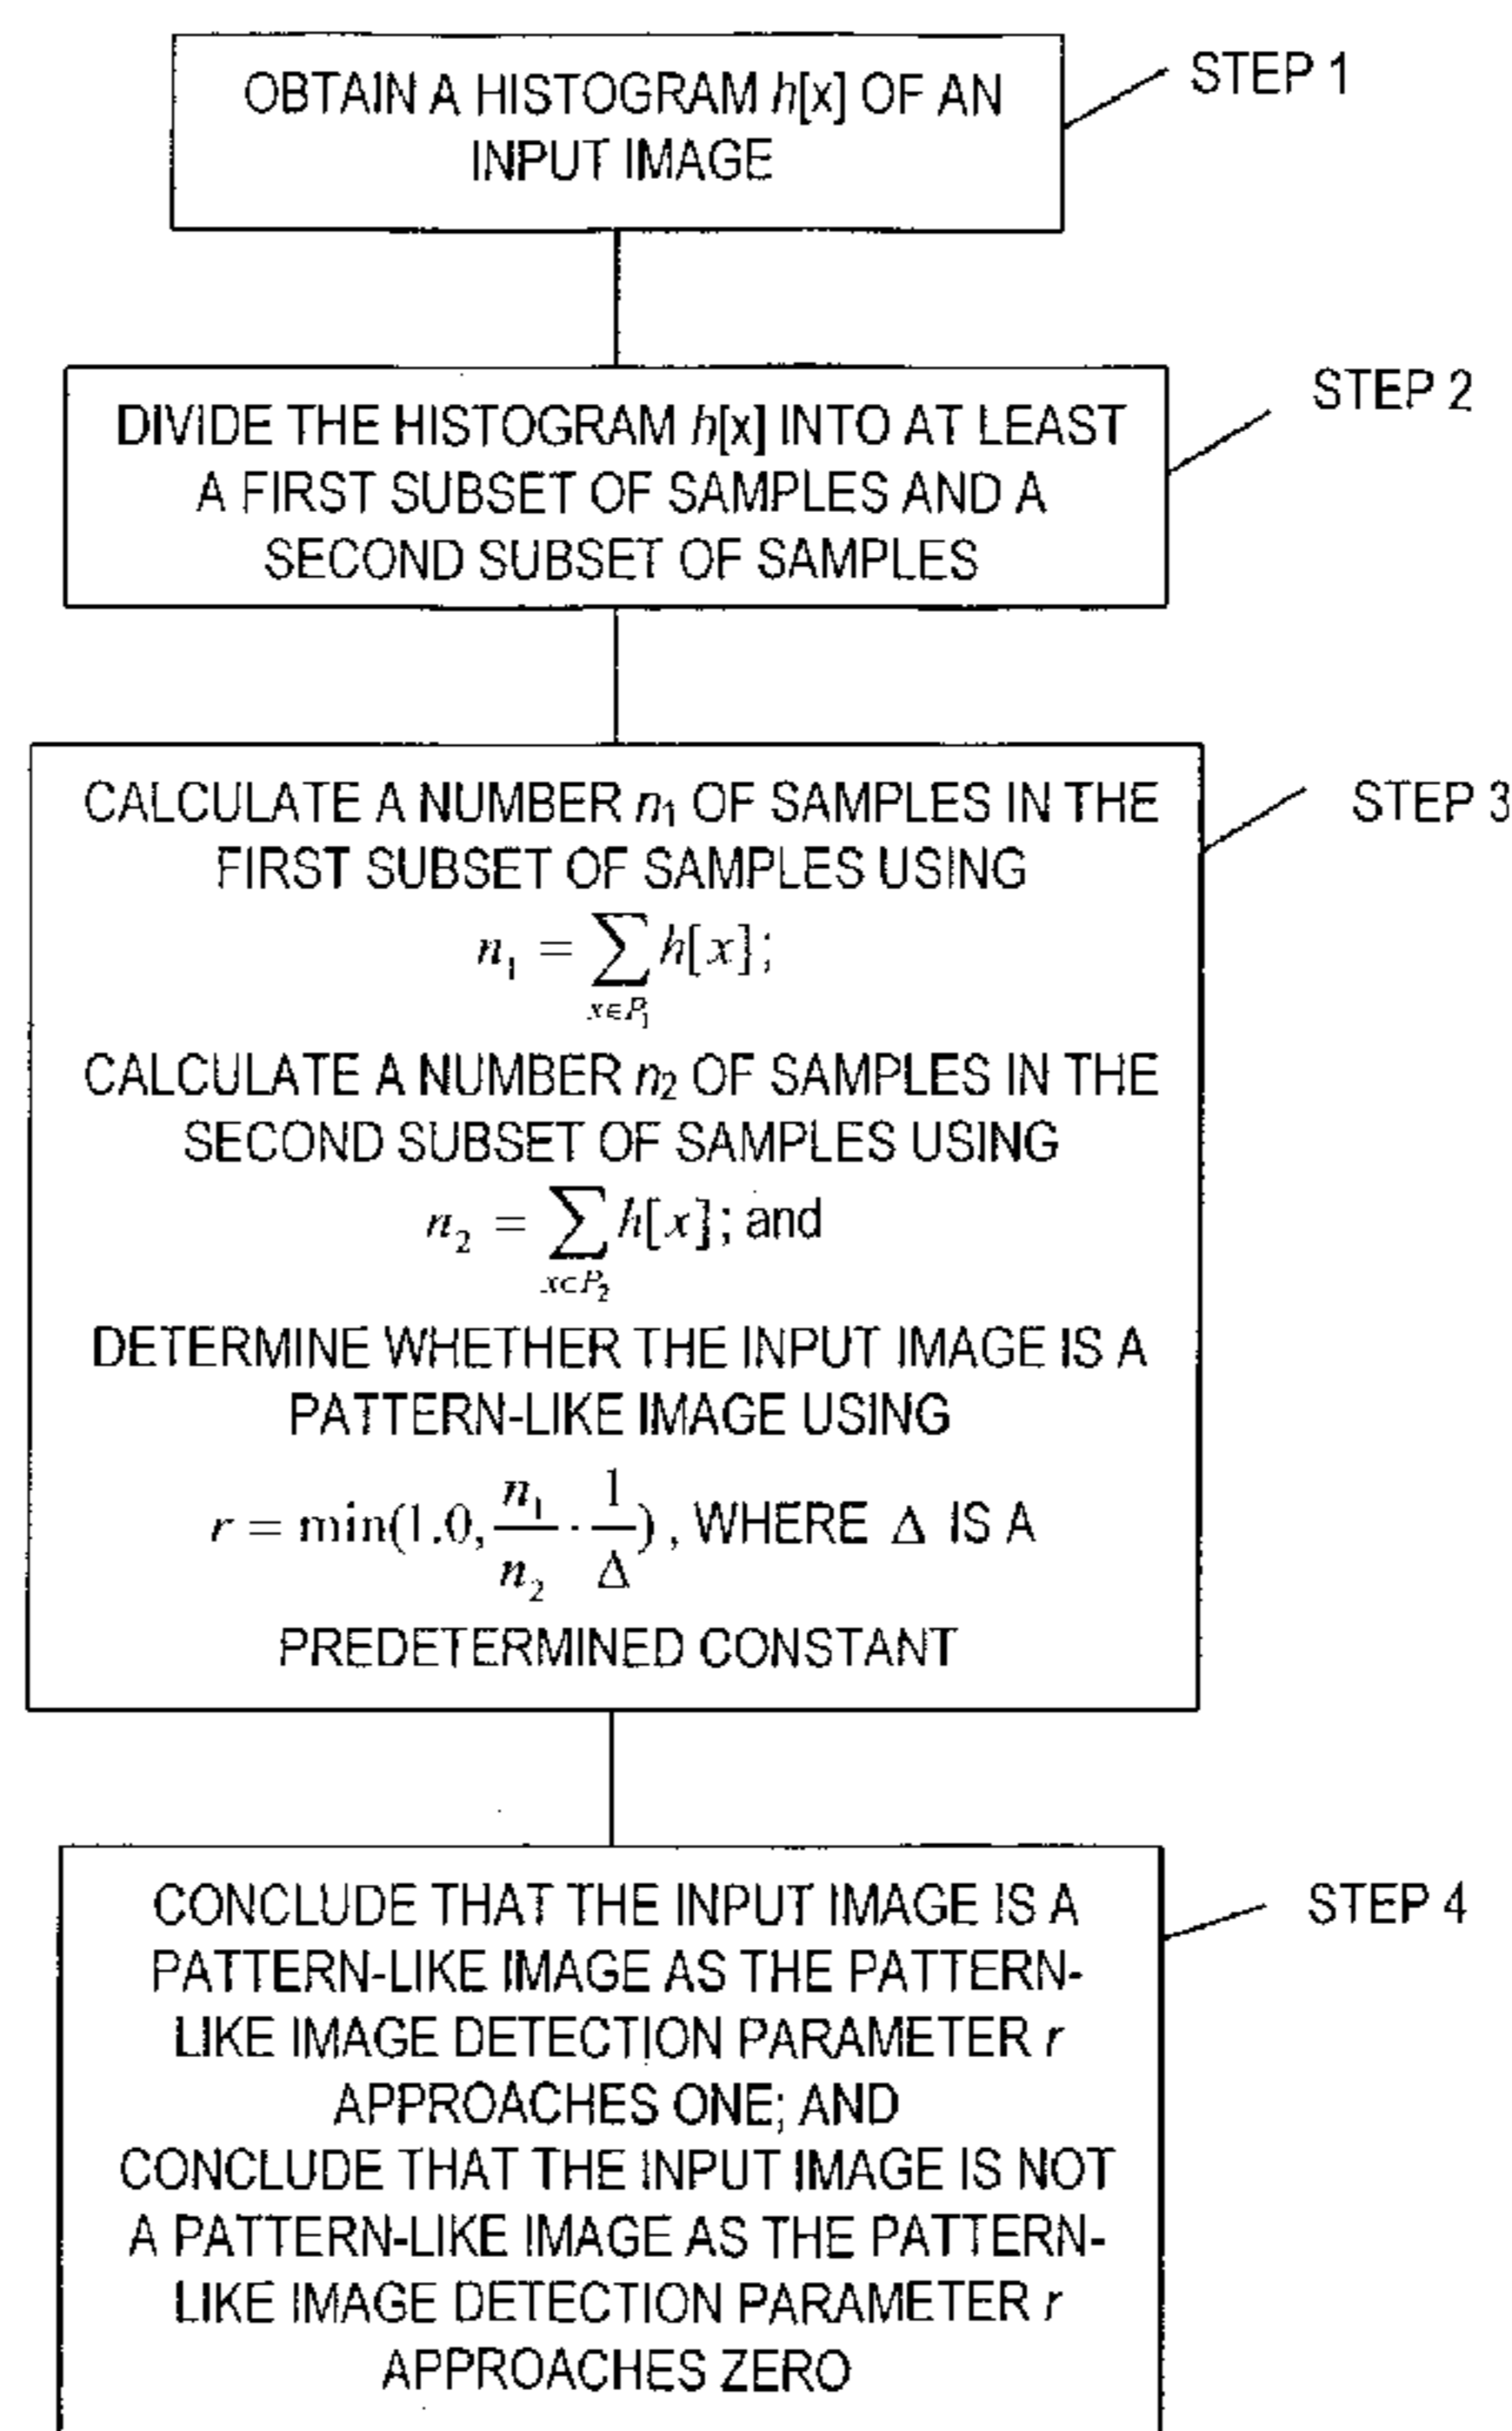 OBTAIN A HISTOGRAM h[x] OF AN
INPUT IMAGE
STEP 1
DIVIDE THE HISTOGRAM h[x] INTO AT LEAST
A FIRST SUBSET OF SAMPLES AND A
SECOND SUBSET OF SAMPLES
STEP 2
CALCULATE A NUMBER n₁ OF SAMPLES IN THE
FIRST SUBSET OF SAMPLES USING
n₁ = ∑ h[x];
x∈P₁
CALCULATE A NUMBER n₂ OF SAMPLES IN THE
SECOND SUBSET OF SAMPLES USING
n₂ = ∑ h[x]; and
x∈P₂
DETERMINE WHETHER THE INPUT IMAGE IS A
PATTERN-LIKE IMAGE USING
r = min(1.0, n₁/n₂ · 1/Δ), WHERE Δ IS A
PREDETERMINED CONSTANT
STEP 3
CONCLUDE THAT THE INPUT IMAGE IS A
PATTERN-LIKE IMAGE AS THE PATTERN-
LIKE IMAGE DETECTION PARAMETER r
APPROACHES ONE; AND
CONCLUDE THAT THE INPUT IMAGE IS NOT
A PATTERN-LIKE IMAGE AS THE PATTERN-
LIKE IMAGE DETECTION PARAMETER r
APPROACHES ZERO
STEP 4